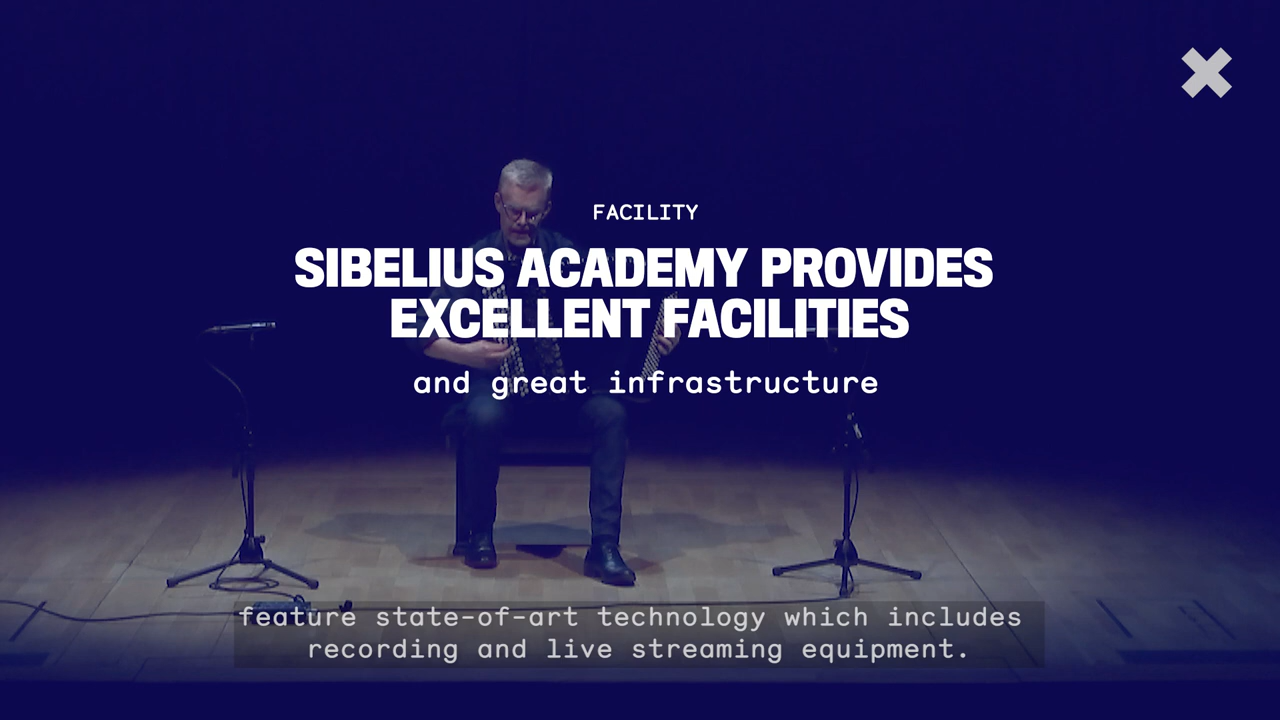 FACILITY
SIBELIUS ACADEMY PROVIDES
EXCELLENT FACILITIES
and great infrastructure
feature state-of-art technology which includes
recording and live streaming equipment.